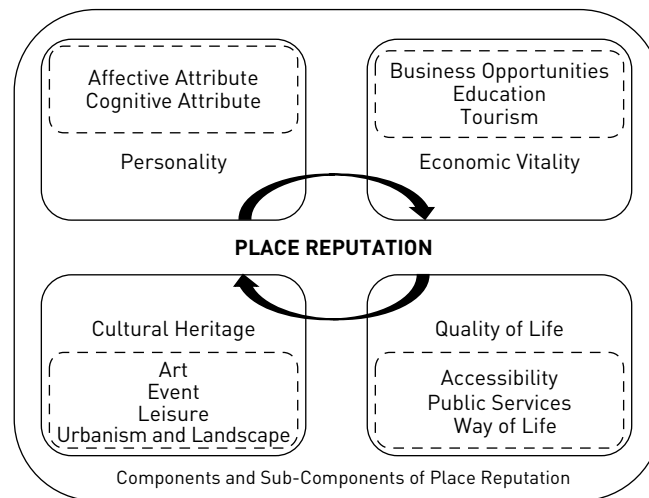 Affective Attribute
Cognitive Attribute
Personality
Business Opportunities
Education
Tourism
Economic Vitality
PLACE REPUTATION
Cultural Heritage
Art
Event
Leisure
Urbanism and Landscape
Quality of Life
Accessibility
Public Services
Way of Life
Components and Sub-Components of Place Reputation